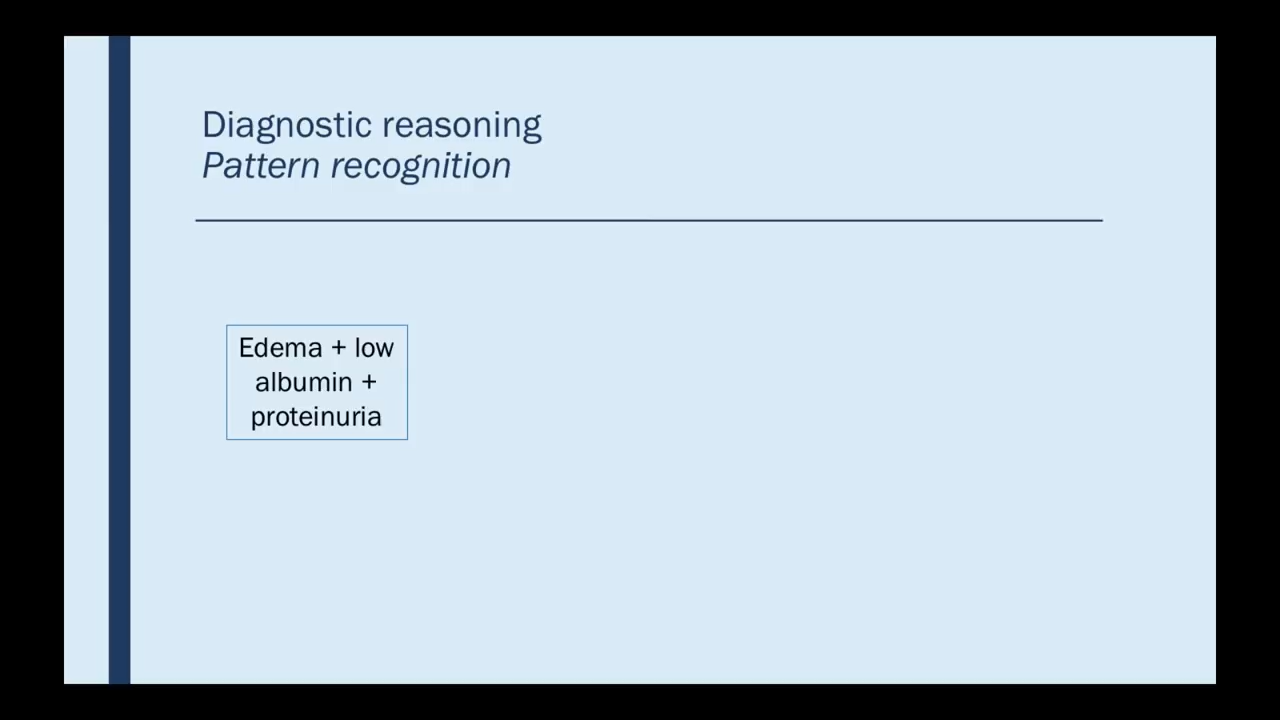 Diagnostic reasoning
Pattern recognition
Edema + low
albumin +
proteinuria